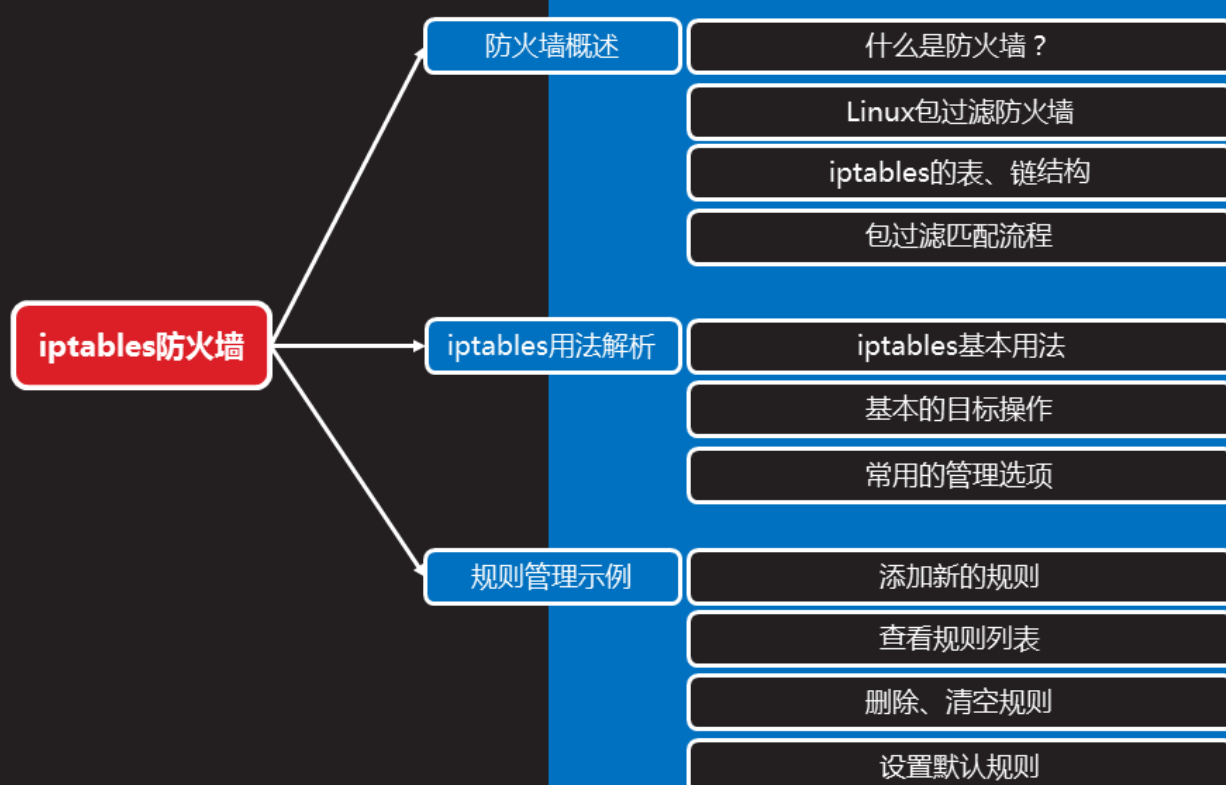 iptables防火墙
防火墙概述
什么是防火墙？
Linux包过滤防火墙
iptables的表、链结构
包过滤匹配流程
iptables用法解析
iptables基本用法
基本的目标操作
常用的管理选项
规则管理示例
添加新的规则
查看规则列表
删除、清空规则
设置默认规则